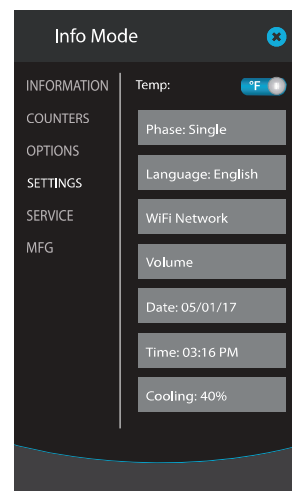 Info Mode
INFORMATION
COUNTERS
OPTIONS
SETTINGS
SERVICE
MFG
Temp:
°F
Phase: Single
Language: English
WiFi Network
Volume
Date: 05/01/17
Time: 03:16 PM
Cooling: 40%